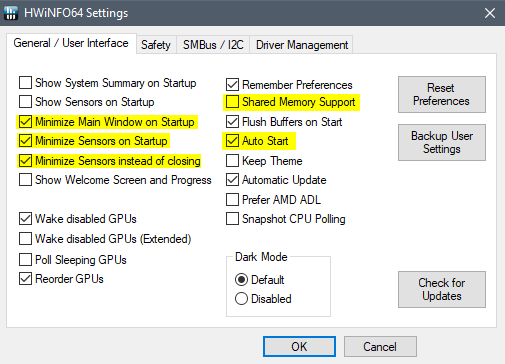 HWiNFO64 Settings
General / User Interface
Safety
SMBus / I2C
Driver Management
Show System Summary on Startup
Show Sensors on Startup
Minimize Main Window on Startup
Minimize Sensors on Startup
Minimize Sensors instead of closing
Show Welcome Screen and Progress
Wake disabled GPUs
Wake disabled GPUs (Extended)
Poll Sleeping GPUs
Reorder GPUs
Remember Preferences
Shared Memory Support
Flush Buffers on Start
Auto Start
Keep Theme
Automatic Update
Prefer AMD ADL
Snapshot CPU Polling
Dark Mode
Default
Disabled
Reset
Preferences
Backup User
Settings
Check for
Updates
OK
Cancel